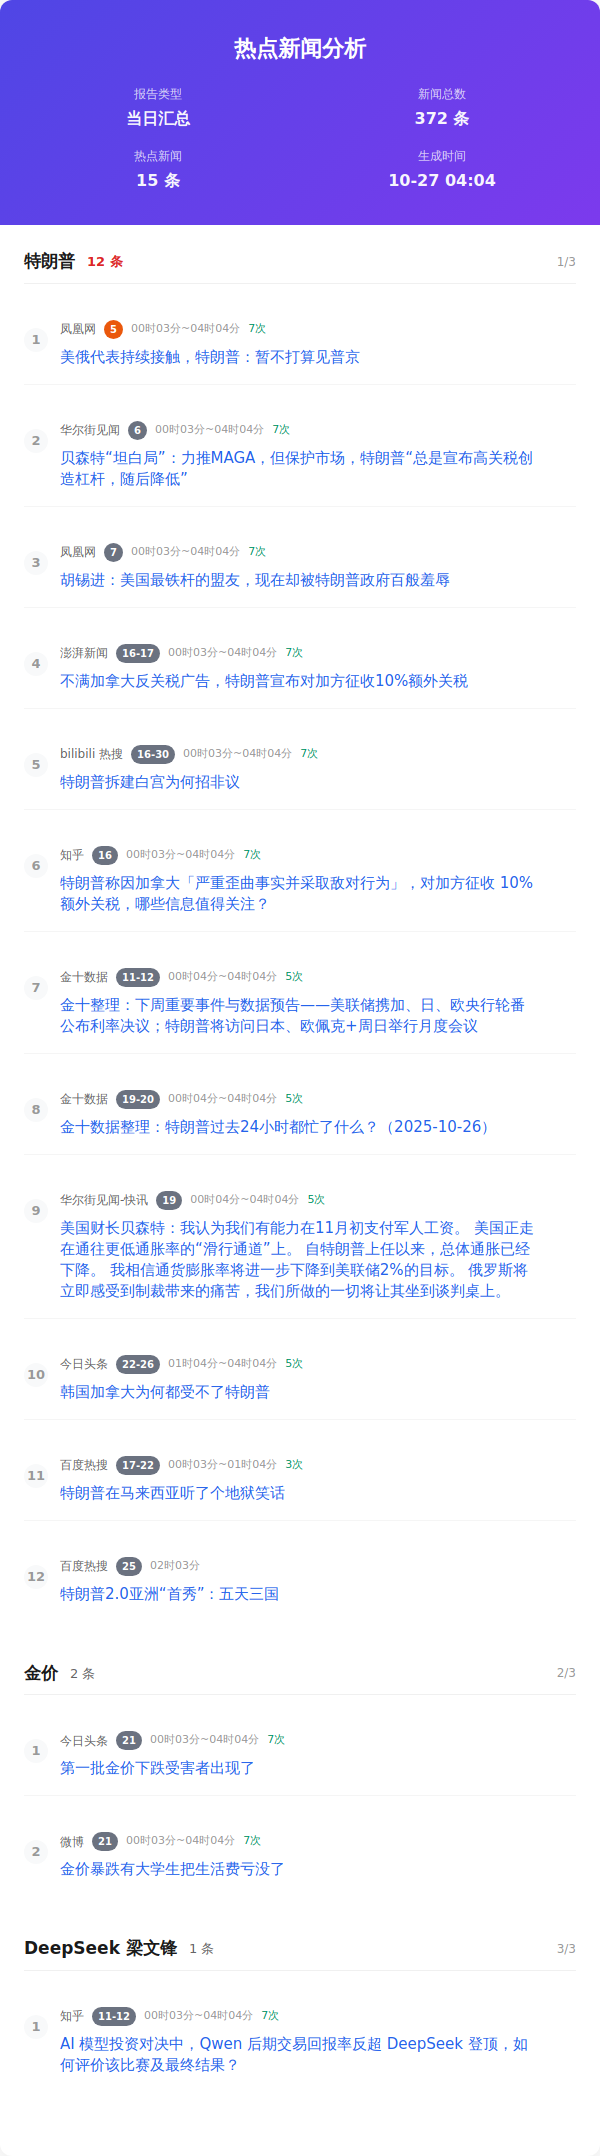 热点新闻分析
报告类型
当日汇总
新闻总数
372 条
热点新闻
15 条
生成时间
10-27 04:04
特朗普 12 条 1/3
1 凤凰网 5 00时03分~04时04分 7次
美俄代表持续接触，特朗普：暂不打算见普京
2 华尔街见闻 6 00时03分~04时04分 7次
贝森特“坦白局”：力推MAGA，但保护市场，特朗普“总是宣布高关税创
造杠杆，随后降低”
3 凤凰网 7 00时03分~04时04分 7次
胡锡进：美国最铁杆的盟友，现在却被特朗普政府百般羞辱
4 澎湃新闻 16-17 00时03分~04时04分 7次
不满加拿大反关税广告，特朗普宣布对加方征收10%额外关税
5 bilibili 热搜 16-30 00时03分~04时04分 7次
特朗普拆建白宫为何招非议
6 知乎 16 00时03分~04时04分 7次
特朗普称因加拿大「严重歪曲事实并采取敌对行为」，对加方征收 10%
额外关税，哪些信息值得关注？
7 金十数据 11-12 00时04分~04时04分 5次
金十整理：下周重要事件与数据预告——美联储携加、日、欧央行轮番
公布利率决议；特朗普将访问日本、欧佩克+周日举行月度会议
8 金十数据 19-20 00时04分~04时04分 5次
金十数据整理：特朗普过去24小时都忙了什么？（2025-10-26）
9 华尔街见闻-快讯 19 00时04分~04时04分 5次
美国财长贝森特：我认为我们有能力在11月初支付军人工资。 美国正走
在通往更低通胀率的“滑行通道”上。 自特朗普上任以来，总体通胀已经
下降。 我相信通货膨胀率将进一步下降到美联储2%的目标。 俄罗斯将
立即感受到制裁带来的痛苦，我们所做的一切将让其坐到谈判桌上。
10 今日头条 22-26 01时04分~04时04分 5次
韩国加拿大为何都受不了特朗普
11 百度热搜 17-22 00时03分~01时04分 3次
特朗普在马来西亚听了个地狱笑话
12 百度热搜 25 02时03分
特朗普2.0亚洲“首秀”：五天三国
金价 2 条 2/3
1 今日头条 21 00时03分~04时04分 7次
第一批金价下跌受害者出现了
2 微博 21 00时03分~04时04分 7次
金价暴跌有大学生把生活费亏没了
DeepSeek 梁文锋 1 条 3/3
1 知乎 11-12 00时03分~04时04分 7次
AI 模型投资对决中，Qwen 后期交易回报率反超 DeepSeek 登顶，如
何评价该比赛及最终结果？